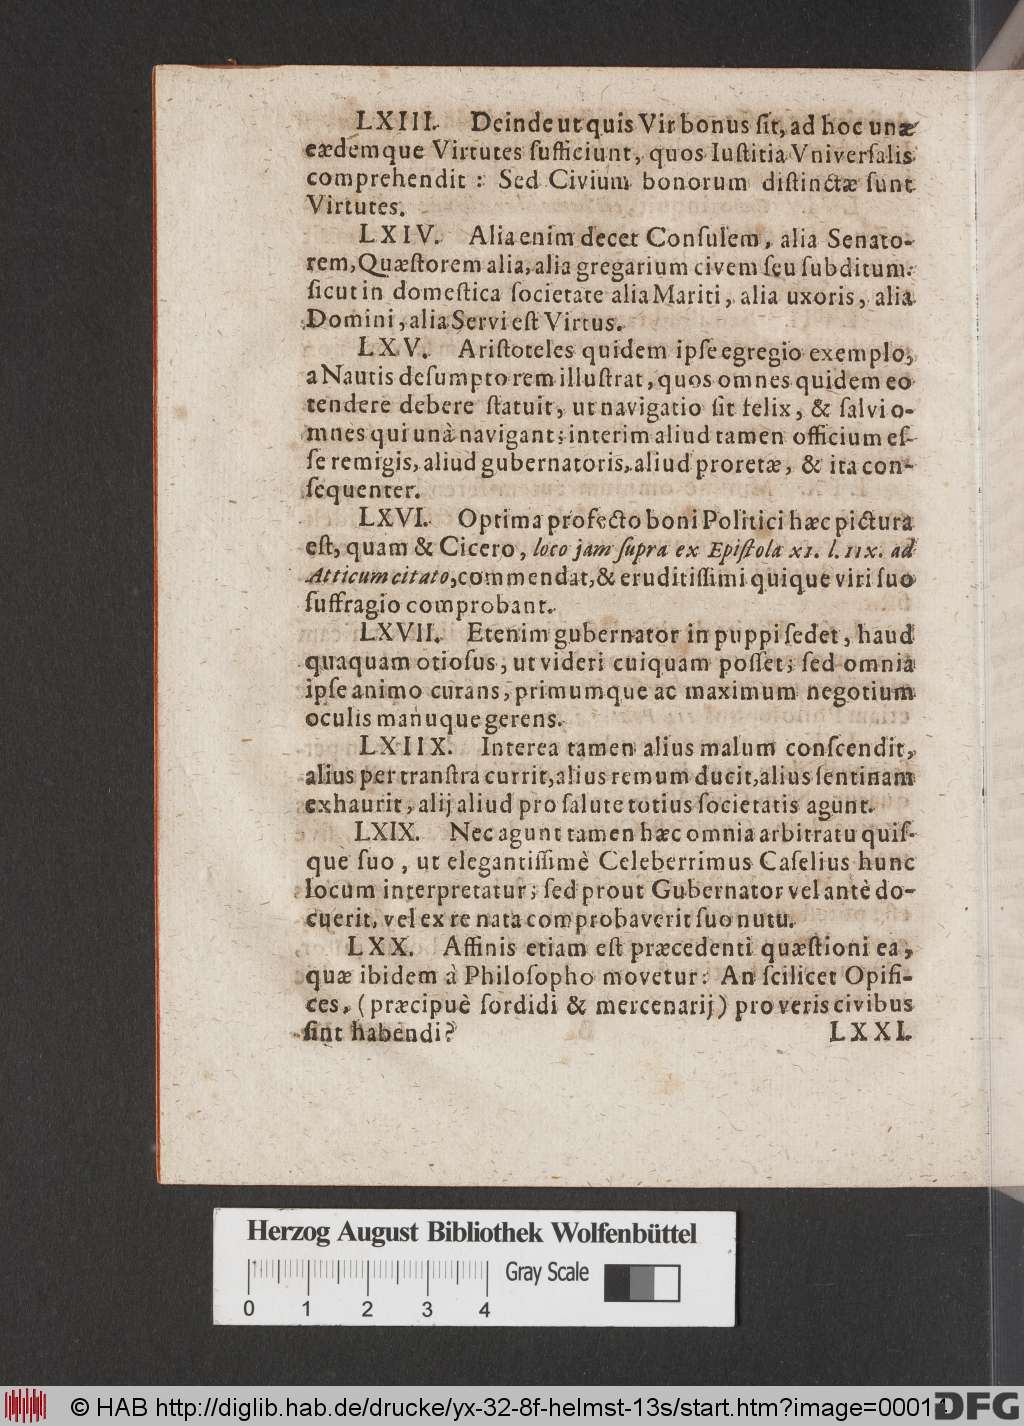 LXIII. Deinde ut quis Vir bonus ſit, ad hoc unæ
eædemque Virtutes ſufficiunt, quos Iuſtitia Vniverſalis
comprehendit : Sed Civium bonorum diſtinctæ ſunt
Virtutes.
LXIV. Alia enim decet Conſulem, alia Senato-
rem, Quæſtorem alia, alia gregarium civem ſeu ſubditum:
ſicut in domeſtica ſocietate alia Mariti, alia uxoris, alia
Domini, alia Servi eſt Virtus.
LXV. Ariſtoteles quidem ipſe egregio exemplo,
a Nautis deſumpto rem illuſtrat, quos omnes quidem eo
tendere debere ſtatuit, ut navigatio ſit felix, & ſalvi o-
mnes qui unà navigant; interim aliud tamen officium eſ-
ſe remigis, aliud gubernatoris, aliud proretæ, & ita con-
ſequenter.
LXVI. Optima profecto boni Politici hæc pictura
eſt, quam & Cicero, loco jam ſupra ex Epiſtola XI. l. IIX. ad
Atticum citato, commendat, & eruditiſſimi quique viri ſuo
ſuffragio comprobant.
LXVII. Etenim gubernator in puppi ſedet, haud
quaquam otioſus, ut videri cuiquam poſſet; ſed omnia
ipſe animo curans, primumque ac maximum negotium
oculis manuque gerens.
LXIIX. Interea tamen alius malum conſcendit,
alius per tranſtra currit, alius remum ducit, alius ſentinam
exhaurit, alij aliud pro ſalute totius ſocietatis agunt.
LXIX. Nec agunt tamen hæc omnia arbitratu quiſ-
que ſuo, ut elegantiſſimè Celeberrimus Caſelius hunc
locum interpretatur; ſed prout Gubernator vel antè do-
cuerit, vel ex re nata comprobaverit ſuo nutu.
LXX. Affinis etiam eſt præcedenti quæſtioni ea,
quæ ibidem à Philoſopho movetur: An ſcilicet Opifi-
ces, (præcipuè ſordidi & mercenarij) pro veris civibus
ſint habendi?
LXXI.
Herzog August Bibliothek Wolfenbüttel
0 1 2 3 4
Gray Scale
© HAB http://diglib.hab.de/drucke/yx-32-8f-helmst-13s/start.htm?image=00014
DFG